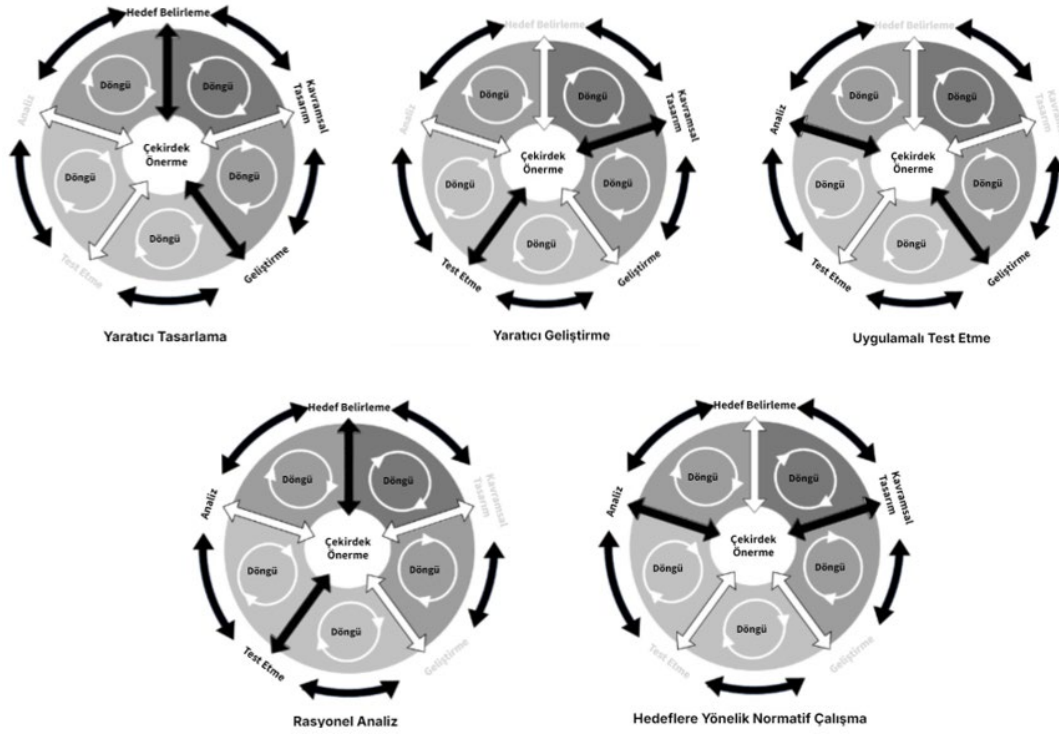 Hedef Belirleme
Döngü
Döngü
Kavramsal
Tasarım
Analiz
Çekirdek
Önerme
Döngü
Döngü
Döngü
Test Etme
Geliştirme
Yaratıcı Tasarlama
Hedef Belirleme
Döngü
Döngü
Kavramsal
Tasarım
Analiz
Çekirdek
Önerme
Döngü
Döngü
Döngü
Test Etme
Geliştirme
Yaratıcı Geliştirme
Hedef Belirleme
Döngü
Döngü
Kavramsal
Tasarım
Analiz
Çekirdek
Önerme
Döngü
Döngü
Döngü
Test Etme
Geliştirme
Uygulamalı Test Etme
Hedef Belirleme
Döngü
Döngü
Kavramsal
Tasarım
Analiz
Çekirdek
Önerme
Döngü
Döngü
Döngü
Test Etme
Geliştirme
Rasyonel Analiz
Hedef Belirleme
Döngü
Döngü
Kavramsal
Tasarım
Analiz
Çekirdek
Önerme
Döngü
Döngü
Döngü
Test Etme
Geliştirme
Hedeflere Yönelik Normatif Çalışma